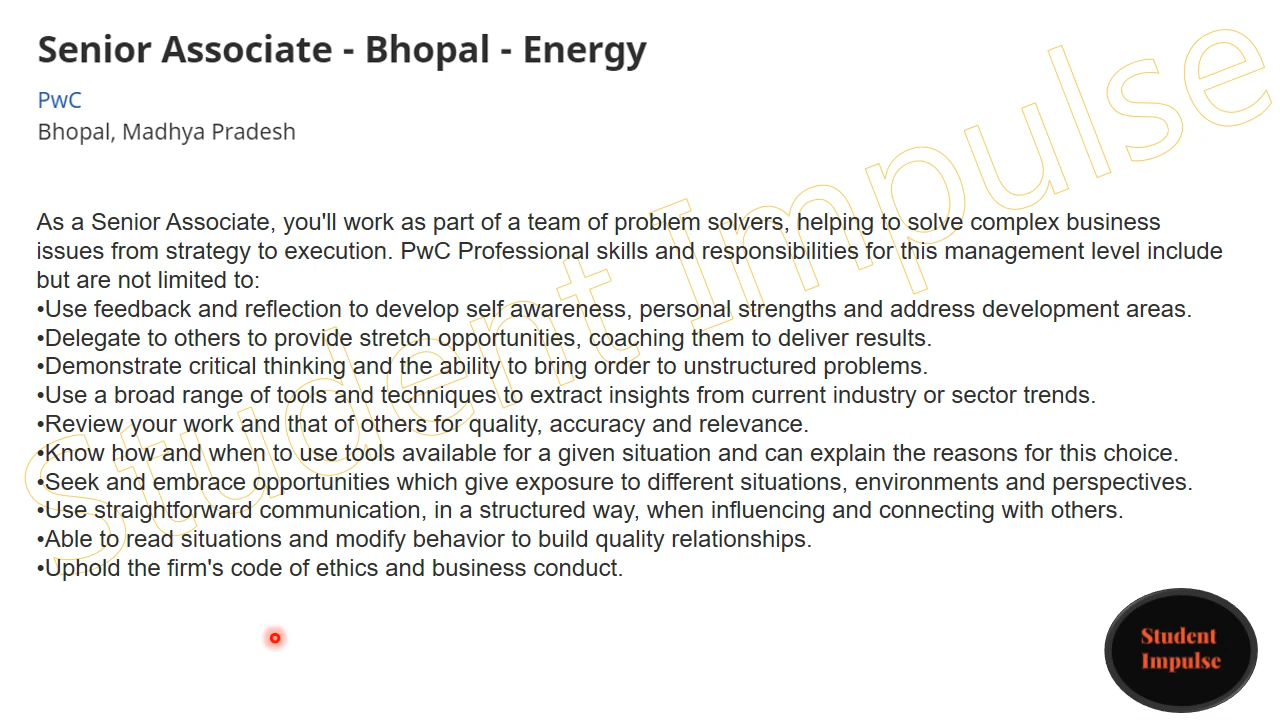 Senior Associate - Bhopal - Energy
PwC
Bhopal, Madhya Pradesh
As a Senior Associate, you'll work as part of a team of problem solvers, helping to solve complex business
issues from strategy to execution. PwC Professional skills and responsibilities for this management level include
but are not limited to:
•Use feedback and reflection to develop self awareness, personal strengths and address development areas.
•Delegate to others to provide stretch opportunities, coaching them to deliver results.
•Demonstrate critical thinking and the ability to bring order to unstructured problems.
•Use a broad range of tools and techniques to extract insights from current industry or sector trends.
•Review your work and that of others for quality, accuracy and relevance.
•Know how and when to use tools available for a given situation and can explain the reasons for this choice.
•Seek and embrace opportunities which give exposure to different situations, environments and perspectives.
•Use straightforward communication, in a structured way, when influencing and connecting with others.
•Able to read situations and modify behavior to build quality relationships.
•Uphold the firm's code of ethics and business conduct.
Student Impulse
Student
Impulse